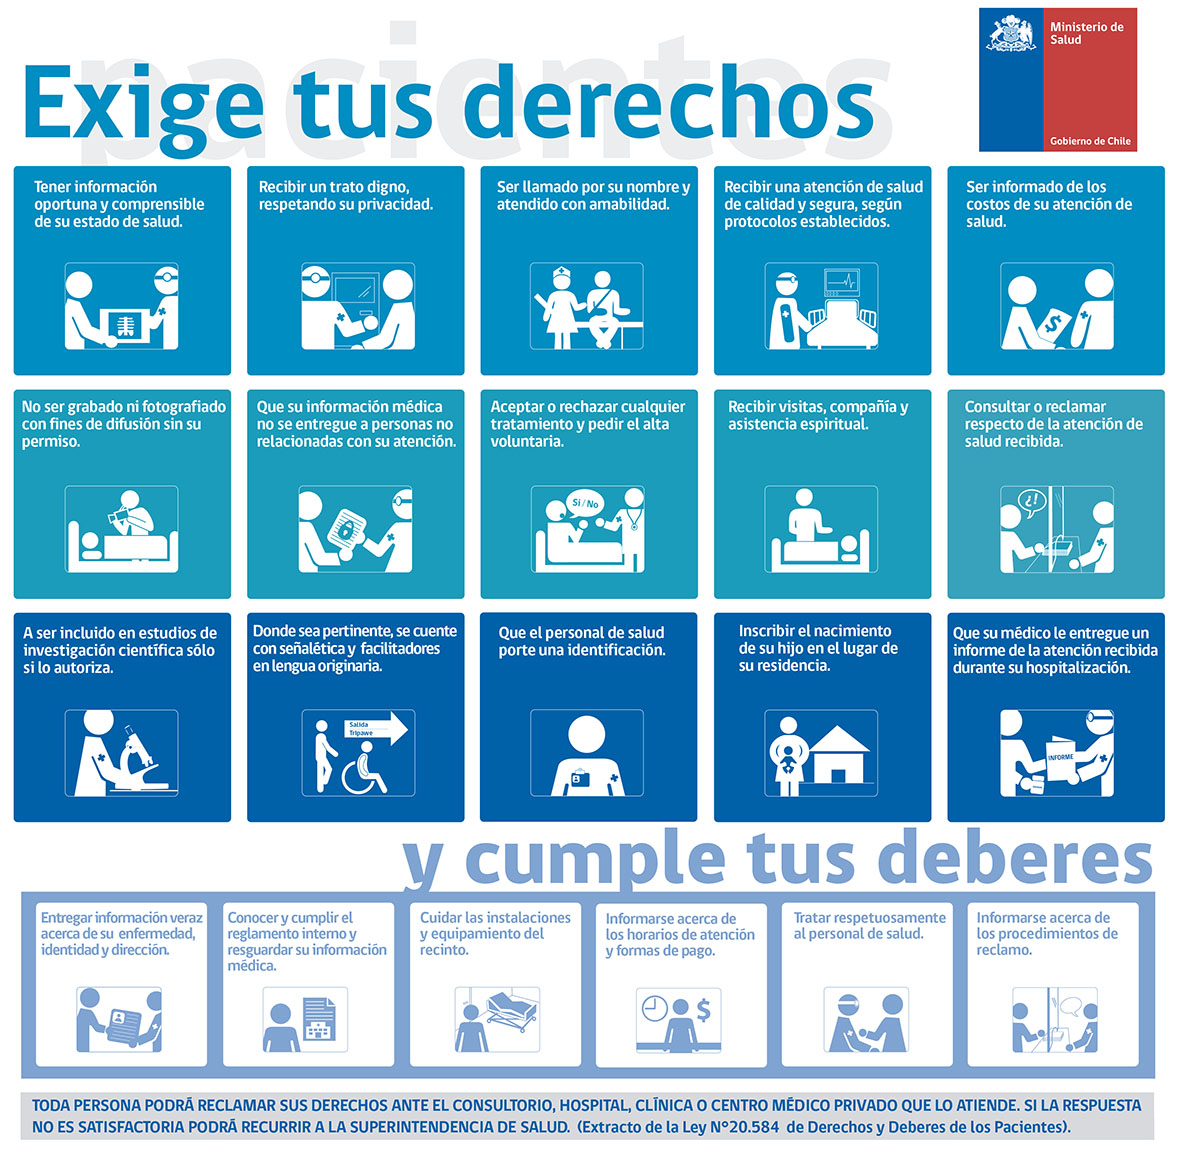 pacientes
Exige tus derechos
Ministerio de
Salud
Gobierno de Chile
Tener información
oportuna y comprensible
de su estado de salud.
Recibir un trato digno,
respetando su privacidad.
Ser llamado por su nombre y
atendido con amabilidad.
Recibir una atención de salud
de calidad y segura, según
protocolos establecidos.
Ser informado de los
costos de su atención de
salud.
$
No ser grabado ni fotografiado
con fines de difusión sin su
permiso.
Que su información médica
no se entregue a personas no
relacionadas con su atención.
Aceptar o rechazar cualquier
tratamiento y pedir el alta
voluntaria.
Si/No
Recibir visitas, compañía y
asistencia espiritual.
Consultar o reclamar
respecto de la atención de
salud recibida.
¿!
A ser incluido en estudios de
investigación científica sólo
si lo autoriza.
Donde sea pertinente, se cuente
con señalética y facilitadores
en lengua originaria.
Salida
Tripawe
Que el personal de salud
porte una identificación.
Inscribir el nacimiento
de su hijo en el lugar de
su residencia.
Que su médico le entregue un
informe de la atención recibida
durante su hospitalización.
INFORME
y cumple tus deberes
Entregar información veraz
acerca de su enfermedad,
identidad y dirección.
Conocer y cumplir el
reglamento interno y
resguardar su información
médica.
Cuidar las instalaciones
y equipamiento del
recinto.
Informarse acerca de
los horarios de atención
y formas de pago.
$
Tratar respetuosamente
al personal de salud.
Informarse acerca de
los procedimientos de
reclamo.
TODA PERSONA PODRÁ RECLAMAR SUS DERECHOS ANTE EL CONSULTORIO, HOSPITAL, CLÍNICA O CENTRO MÉDICO PRIVADO QUE LO ATIENDE. SI LA RESPUESTA
NO ES SATISFACTORIA PODRÁ RECURRIR A LA SUPERINTENDENCIA DE SALUD. (Extracto de la Ley N°20.584 de Derechos y Deberes de los Pacientes).